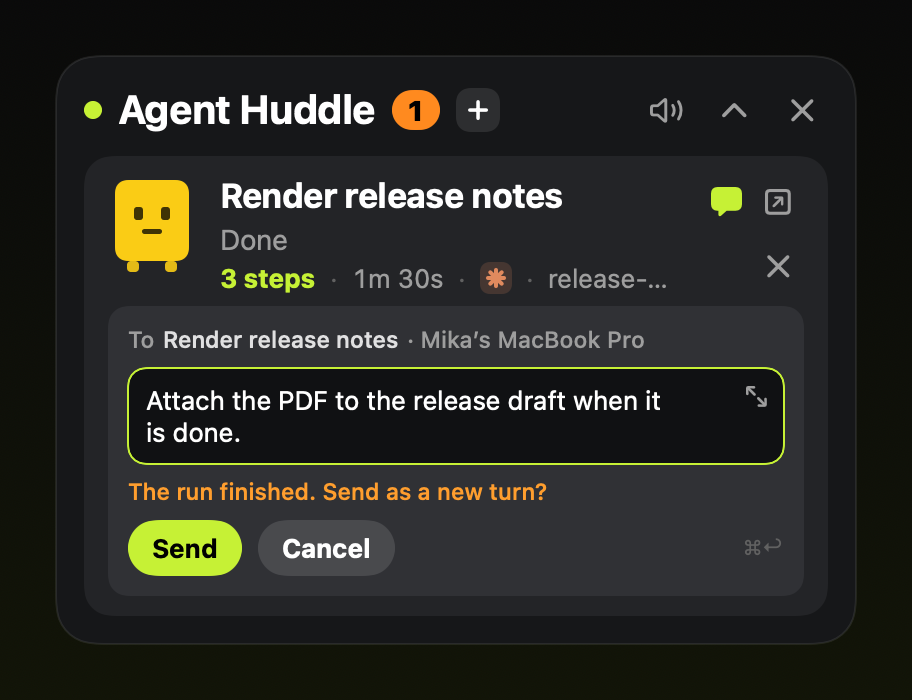 Agent Huddle 1 +
Render release notes
Done
3 steps · 1m 30s · · release-...
To Render release notes · Mika's MacBook Pro
Attach the PDF to the release draft when it
is done.
The run finished. Send as a new turn?
Send Cancel ⌘↩